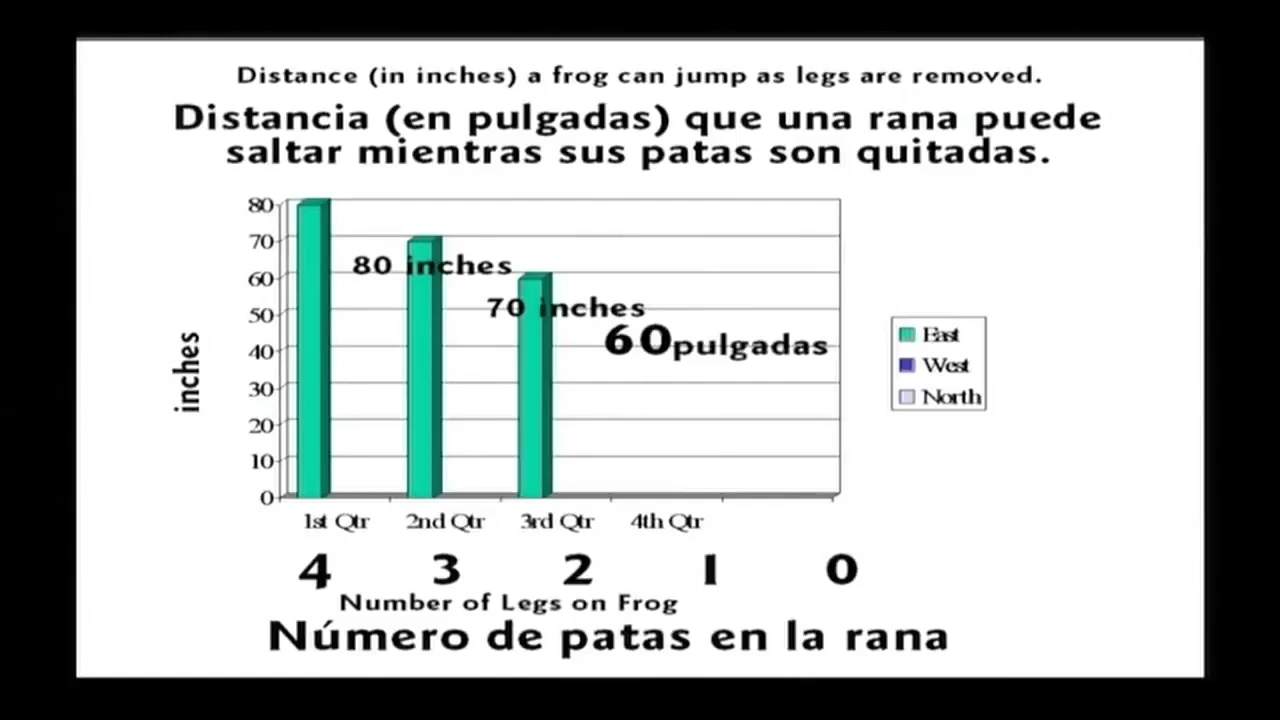 Distance (in inches) a frog can jump as legs are removed.
Distancia (en pulgadas) que una rana puede
saltar mientras sus patas son quitadas.
80
70
60
50
40
30
20
10
0
inches
80 inches
70 inches
60 pulgadas
East
West
North
1st Qtr 2nd Qtr 3rd Qtr 4th Qtr
4 3 2 1 0
Number of Legs on Frog
Número de patas en la rana